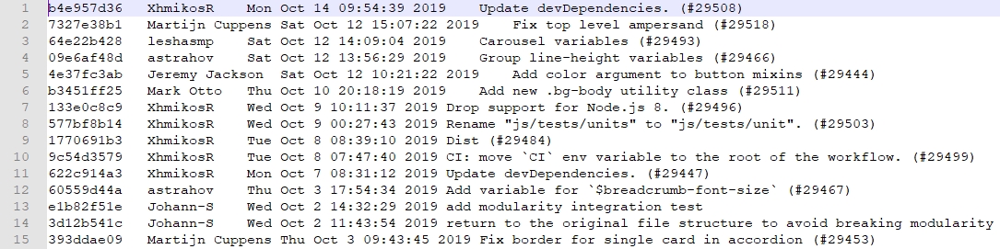 1 b4e957d36 XhmikosR Mon Oct 14 09:54:39 2019 Update devDependencies. (#29508)
2 7327e38b1 Martijn Cuppens Sat Oct 12 15:07:22 2019 Fix top level ampersand (#29518)
3 64e22b428 leshasmp Sat Oct 12 14:09:04 2019 Carousel variables (#29493)
4 09e6af48d astrahov Sat Oct 12 13:56:29 2019 Group line-height variables (#29466)
5 4e37fc3ab Jeremy Jackson Sat Oct 12 10:21:22 2019 Add color argument to button mixins (#29444)
6 b3451ff25 Mark Otto Thu Oct 10 20:18:19 2019 Add new .bg-body utility class (#29511)
7 133e0c8c9 XhmikosR Wed Oct 9 10:11:37 2019 Drop support for Node.js 8. (#29496)
8 577bf8b14 XhmikosR Wed Oct 9 00:27:43 2019 Rename "js/tests/units" to "js/tests/unit". (#29503)
9 1770691b3 XhmikosR Tue Oct 8 08:39:10 2019 Dist (#29484)
10 9c54d3579 XhmikosR Tue Oct 8 07:47:40 2019 CI: move `CI` env variable to the root of the workflow. (#29499)
11 622c914a3 XhmikosR Mon Oct 7 08:31:12 2019 Update devDependencies. (#29447)
12 60559d44a astrahov Thu Oct 3 17:54:34 2019 Add variable for `$breadcrumb-font-size` (#29467)
13 e1b82f51e Johann-S Wed Oct 2 14:32:29 2019 add modularity integration test
14 3d12b541c Johann-S Wed Oct 2 11:43:54 2019 return to the original file structure to avoid breaking modularity
15 393ddae09 Martijn Cuppens Thu Oct 3 09:43:45 2019 Fix border for single card in accordion (#29453)